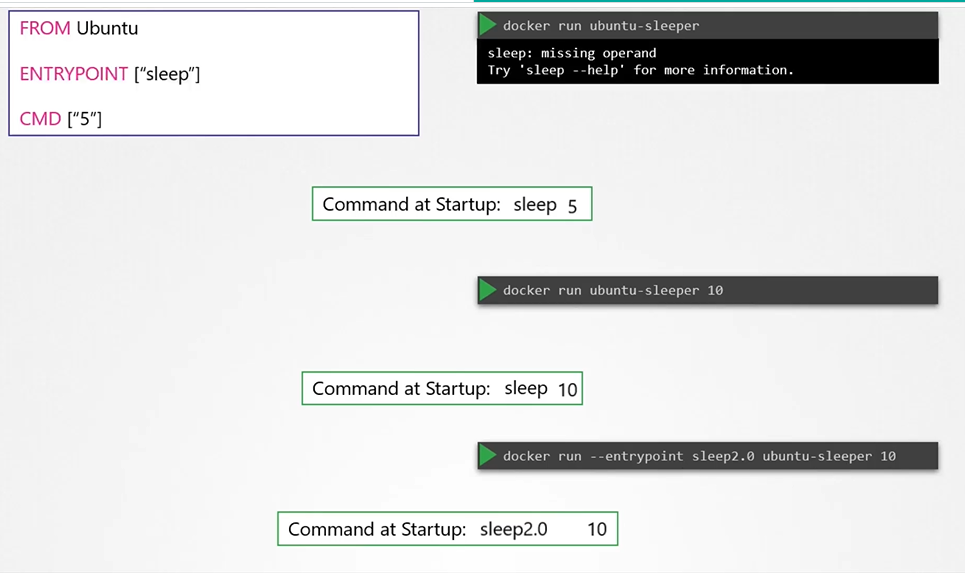 FROM Ubuntu
ENTRYPOINT [“sleep”]
CMD [“5”]
docker run ubuntu-sleeper
sleep: missing operand
Try 'sleep --help' for more information.
Command at Startup: sleep 5
docker run ubuntu-sleeper 10
Command at Startup: sleep 10
docker run --entrypoint sleep2.0 ubuntu-sleeper 10
Command at Startup: sleep2.0 10